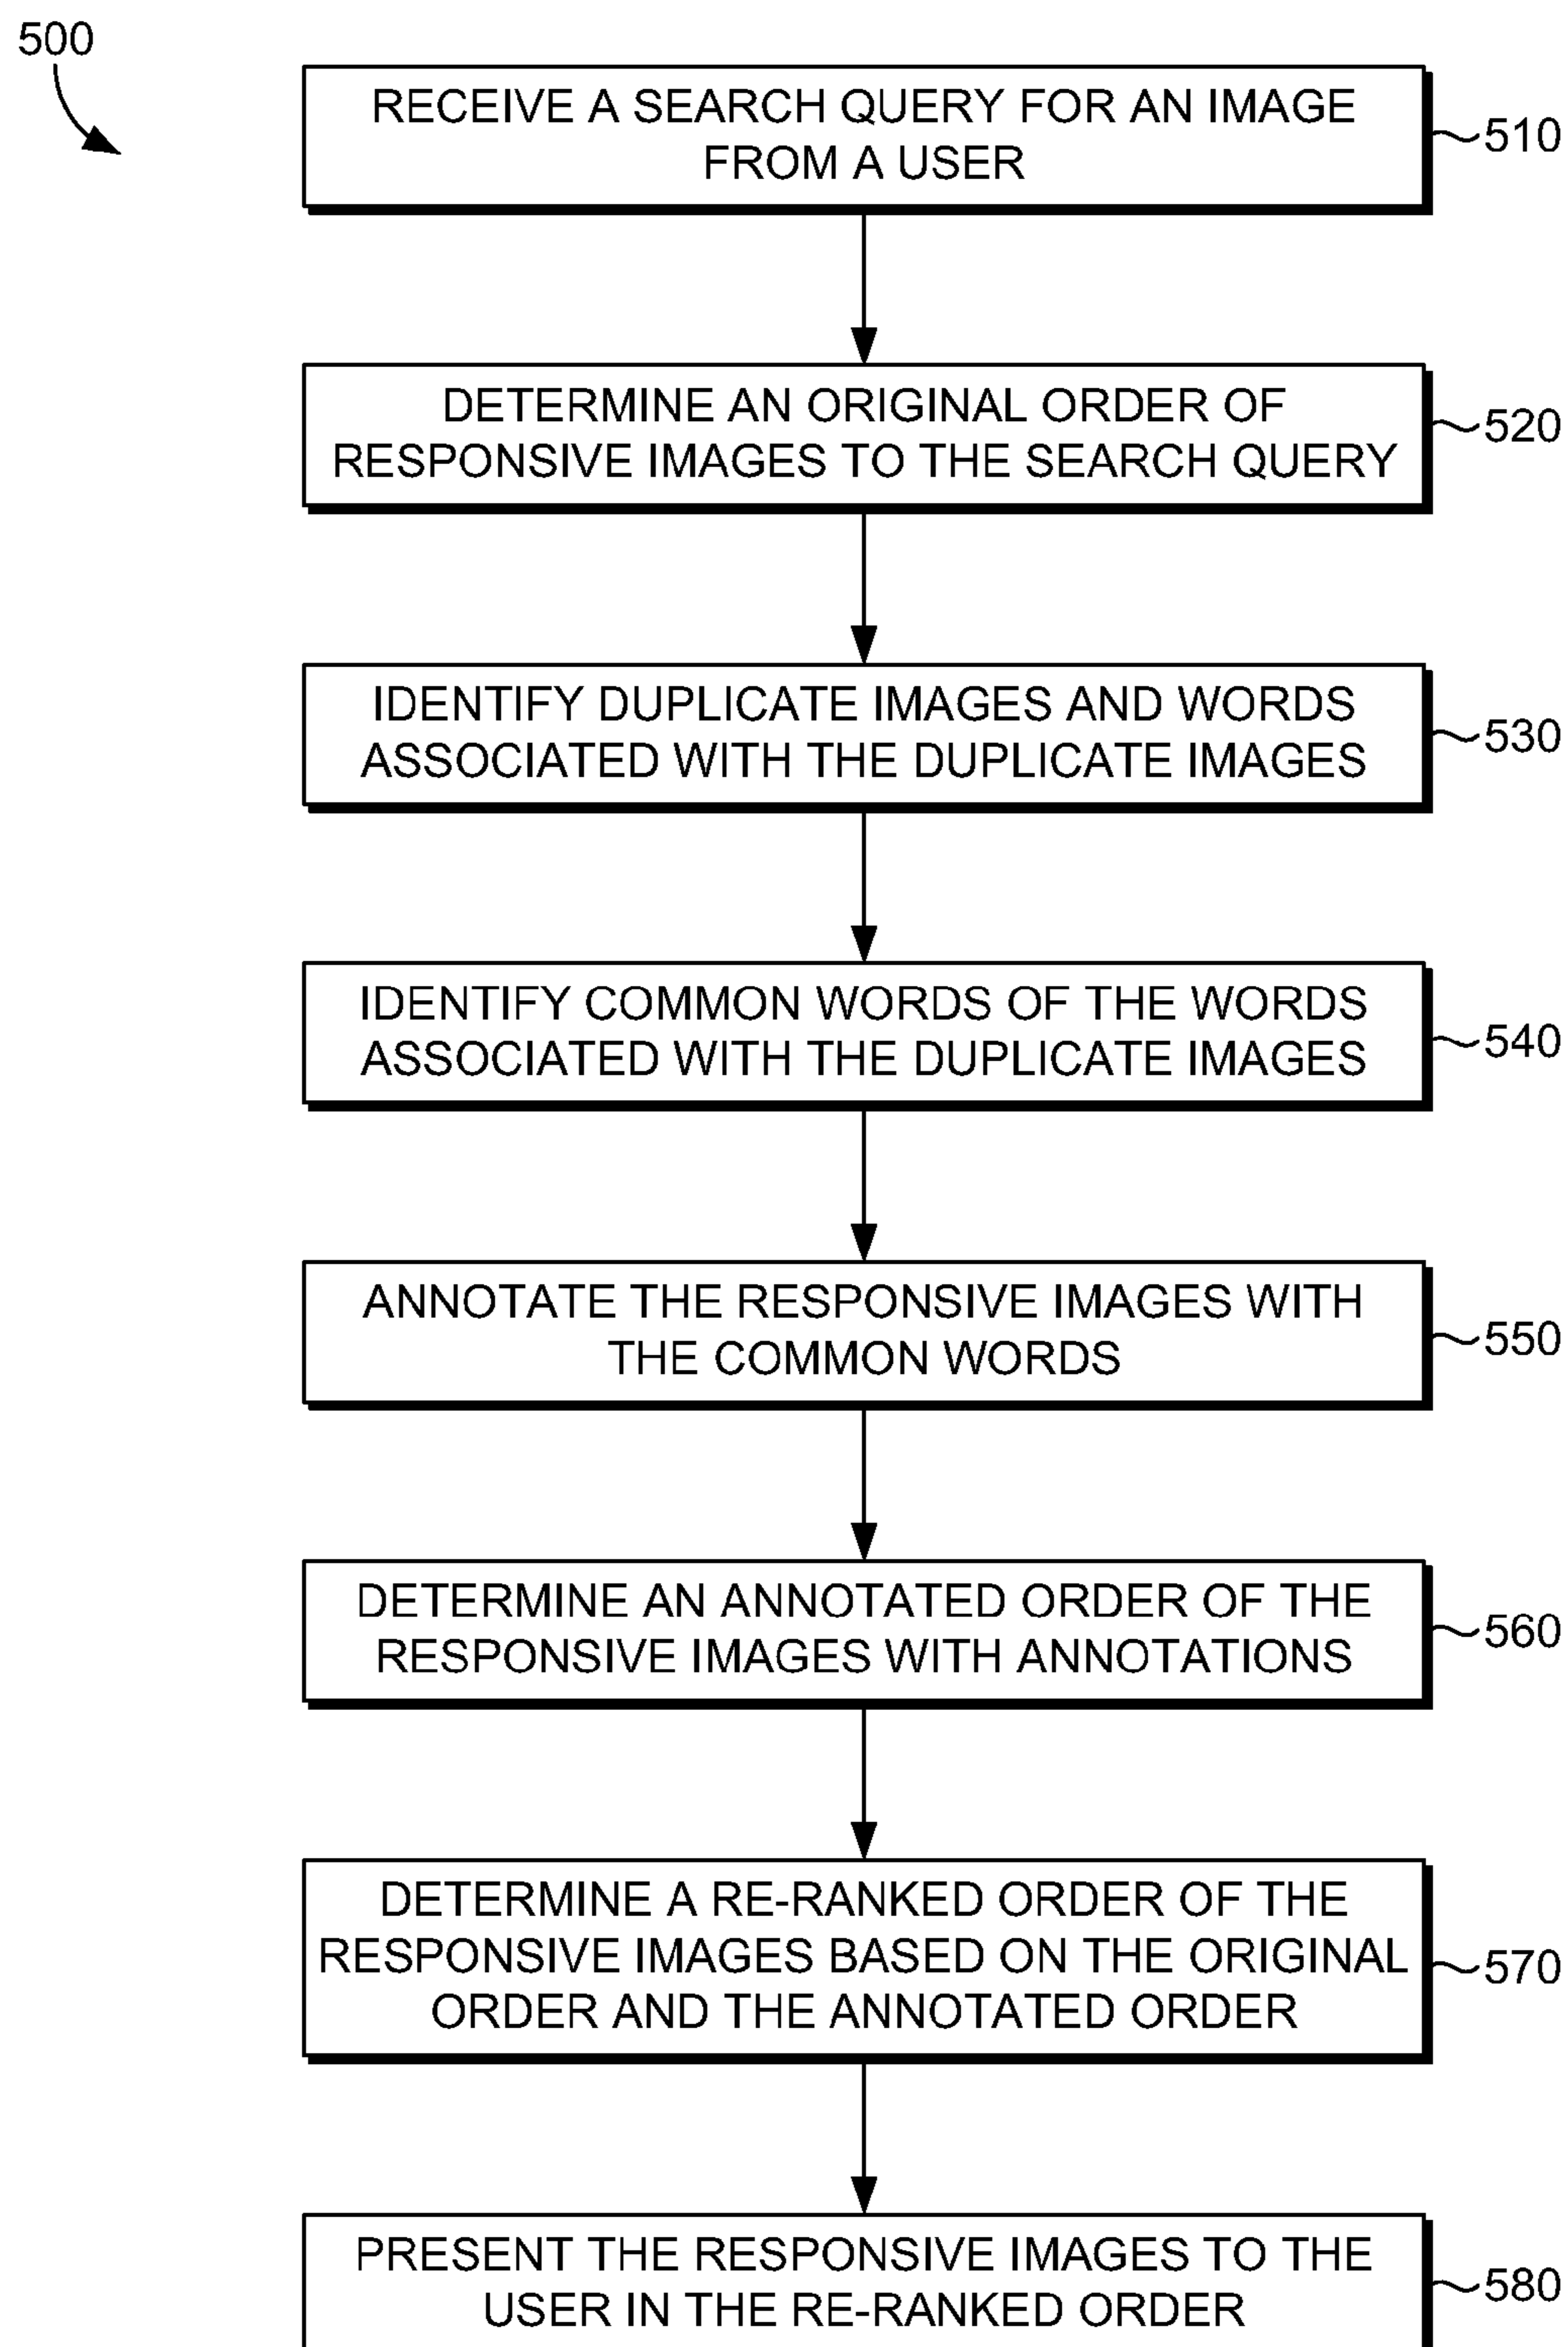 500
RECEIVE A SEARCH QUERY FOR AN IMAGE
FROM A USER
510
DETERMINE AN ORIGINAL ORDER OF
RESPONSIVE IMAGES TO THE SEARCH QUERY
520
IDENTIFY DUPLICATE IMAGES AND WORDS
ASSOCIATED WITH THE DUPLICATE IMAGES
530
IDENTIFY COMMON WORDS OF THE WORDS
ASSOCIATED WITH THE DUPLICATE IMAGES
540
ANNOTATE THE RESPONSIVE IMAGES WITH
THE COMMON WORDS
550
DETERMINE AN ANNOTATED ORDER OF THE
RESPONSIVE IMAGES WITH ANNOTATIONS
560
DETERMINE A RE-RANKED ORDER OF THE
RESPONSIVE IMAGES BASED ON THE ORIGINAL
ORDER AND THE ANNOTATED ORDER
570
PRESENT THE RESPONSIVE IMAGES TO THE
USER IN THE RE-RANKED ORDER
580